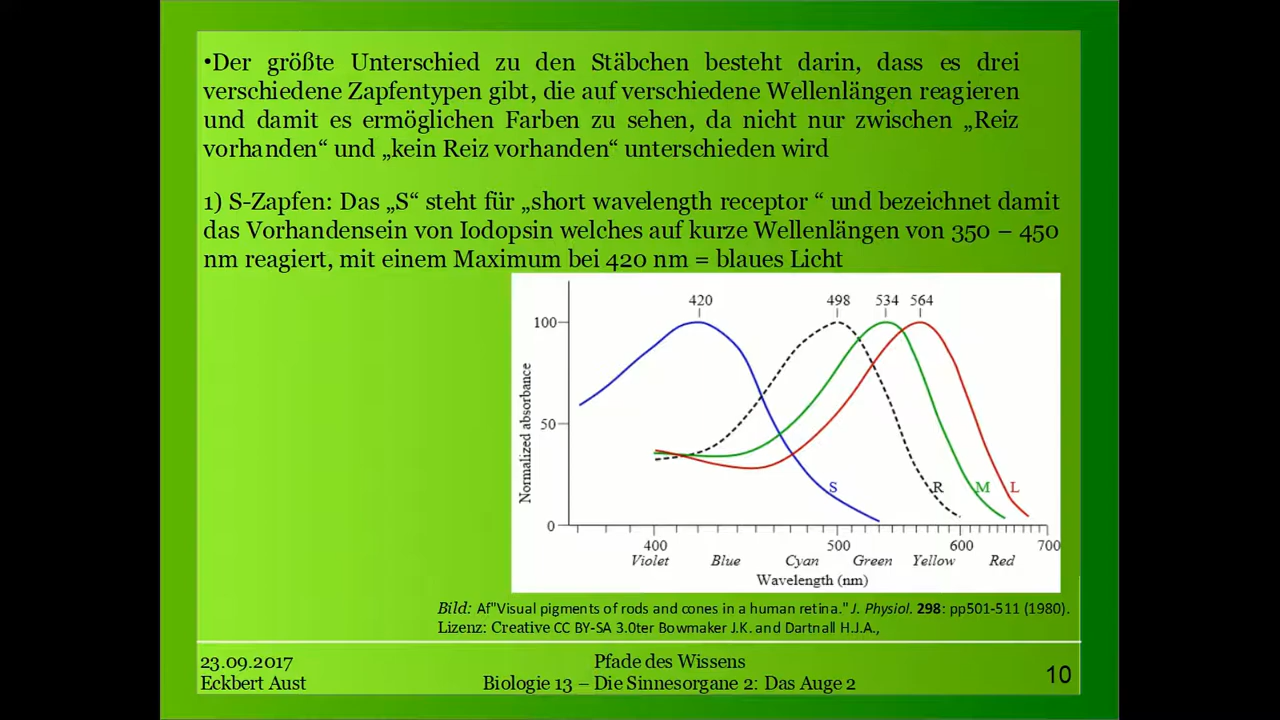 •Der größte Unterschied zu den Stäbchen besteht darin, dass es drei
verschiedene Zapfentypen gibt, die auf verschiedene Wellenlängen reagieren
und damit es ermöglichen Farben zu sehen, da nicht nur zwischen „Reiz
vorhanden“ und „kein Reiz vorhanden“ unterschieden wird
1) S-Zapfen: Das „S“ steht für „short wavelength receptor “ und bezeichnet damit
das Vorhandensein von Iodopsin welches auf kurze Wellenlängen von 350 – 450
nm reagiert, mit einem Maximum bei 420 nm = blaues Licht
420 498 534 564
100
Normalized absorbance
50
S R M L
0
400 500 600 700
Violet Blue Cyan Green Yellow Red
Wavelength (nm)
Bild: Af"Visual pigments of rods and cones in a human retina." J. Physiol. 298: pp501-511 (1980).
Lizenz: Creative CC BY-SA 3.0ter Bowmaker J.K. and Dartnall H.J.A.,
23.09.2017 Pfade des Wissens
Eckbert Aust Biologie 13 – Die Sinnesorgane 2: Das Auge 2 10